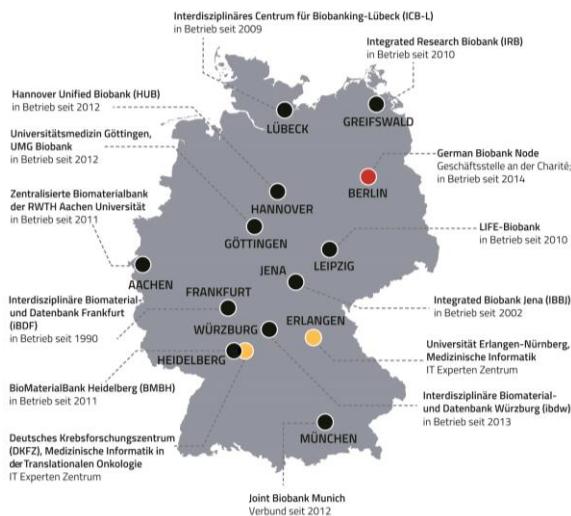 Interdisziplinäres Centrum für Biobanking-Lübeck (ICB-L)
in Betrieb seit 2009
Integrated Research Biobank (IRB)
in Betrieb seit 2010
Hannover Unified Biobank (HUB)
in Betrieb seit 2012
LÜBECK
GREIFSWALD
Universitätsmedizin Göttingen,
UMG Biobank
in Betrieb seit 2012
German Biobank Node
Geschäftsstelle an der Charité;
in Betrieb seit 2014
BERLIN
Zentralisierte Biomaterialbank
der RWTH Aachen Universität
in Betrieb seit 2011
HANNOVER
GÖTTINGEN
LIFE-Biobank
in Betrieb seit 2010
LEIPZIG
AACHEN
JENA
FRANKFURT
Interdisziplinäre Biomaterial-
und Datenbank Frankfurt
(iBDF)
in Betrieb seit 1990
Integrated Biobank Jena (IBBJ)
in Betrieb seit 2002
WÜRZBURG
ERLANGEN
HEIDELBERG
Universität Erlangen-Nürnberg,
Medizinische Informatik
IT Experten Zentrum
BioMaterialBank Heidelberg (BMBH)
in Betrieb seit 2011
Interdisziplinäre Biomaterial-
und Datenbank Würzburg (ibdw)
in Betrieb seit 2013
MÜNCHEN
Deutsches Krebsforschungszentrum
(DKFZ), Medizinische Informatik in
der Translationalen Onkologie
IT Experten Zentrum
Joint Biobank Munich
Verbund seit 2012